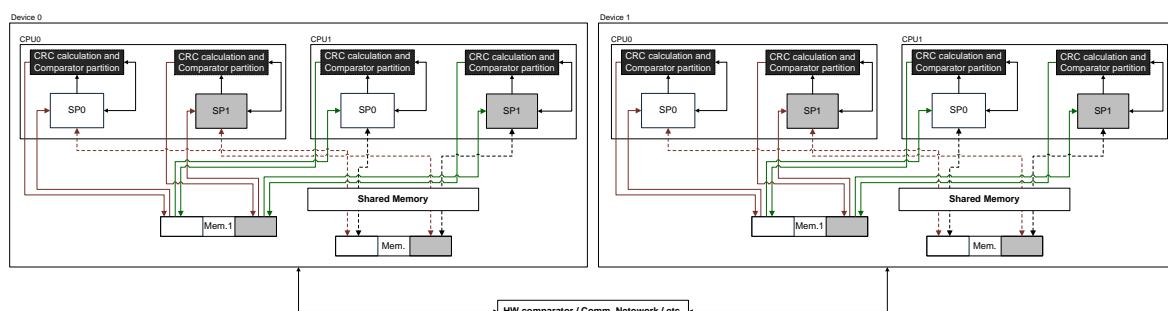 Device 0
Device 1
CPU0
CPU1
CPU0
CPU1
CRC calculation and
Comparator partition
CRC calculation and
Comparator partition
CRC calculation and
Comparator partition
CRC calculation and
Comparator partition
CRC calculation and
Comparator partition
CRC calculation and
Comparator partition
CRC calculation and
Comparator partition
CRC calculation and
Comparator partition
SP0
SP1
SP0
SP1
SP0
SP1
SP0
SP1
Shared Memory
Shared Memory
Mem.1
Mem.1
Mem.
Mem.
HW comparator / Comm. Netowork / etc.